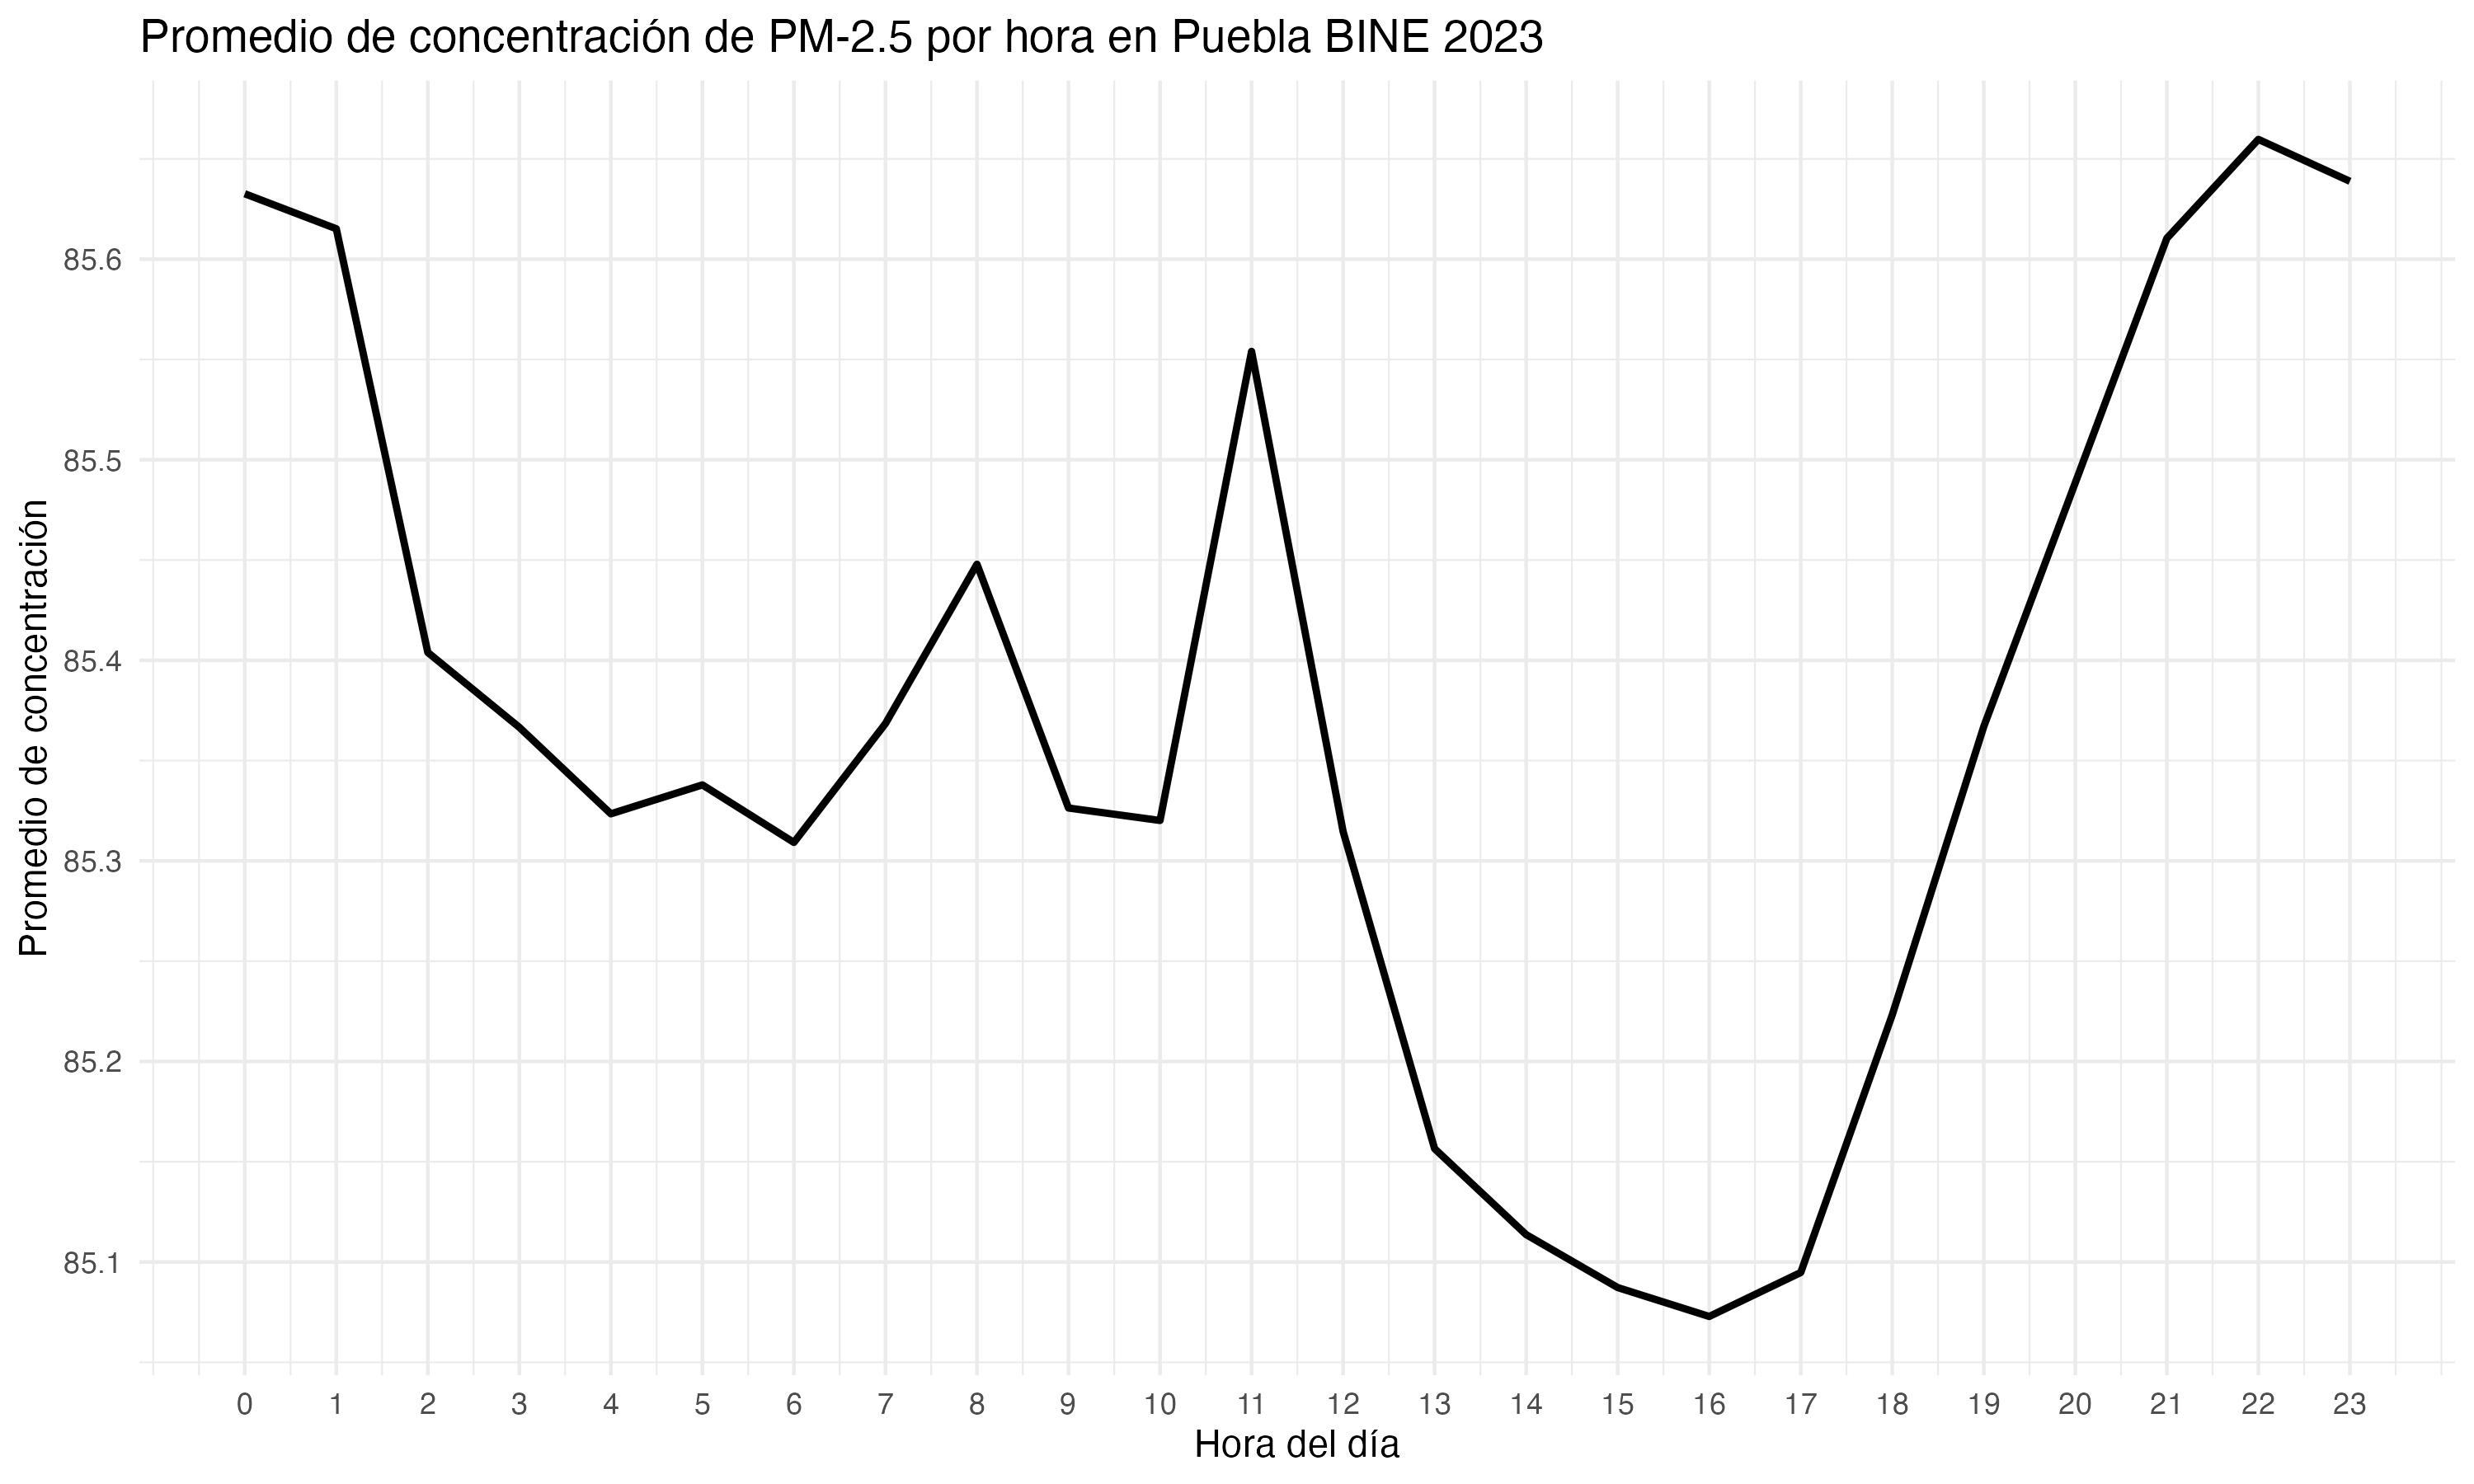 Promedio de concentración de PM-2.5 por hora en Puebla BINE 2023
Promedio de concentración
85.6
85.5
85.4
85.3
85.2
85.1
0 1 2 3 4 5 6 7 8 9 10 11 12 13 14 15 16 17 18 19 20 21 22 23
Hora del día